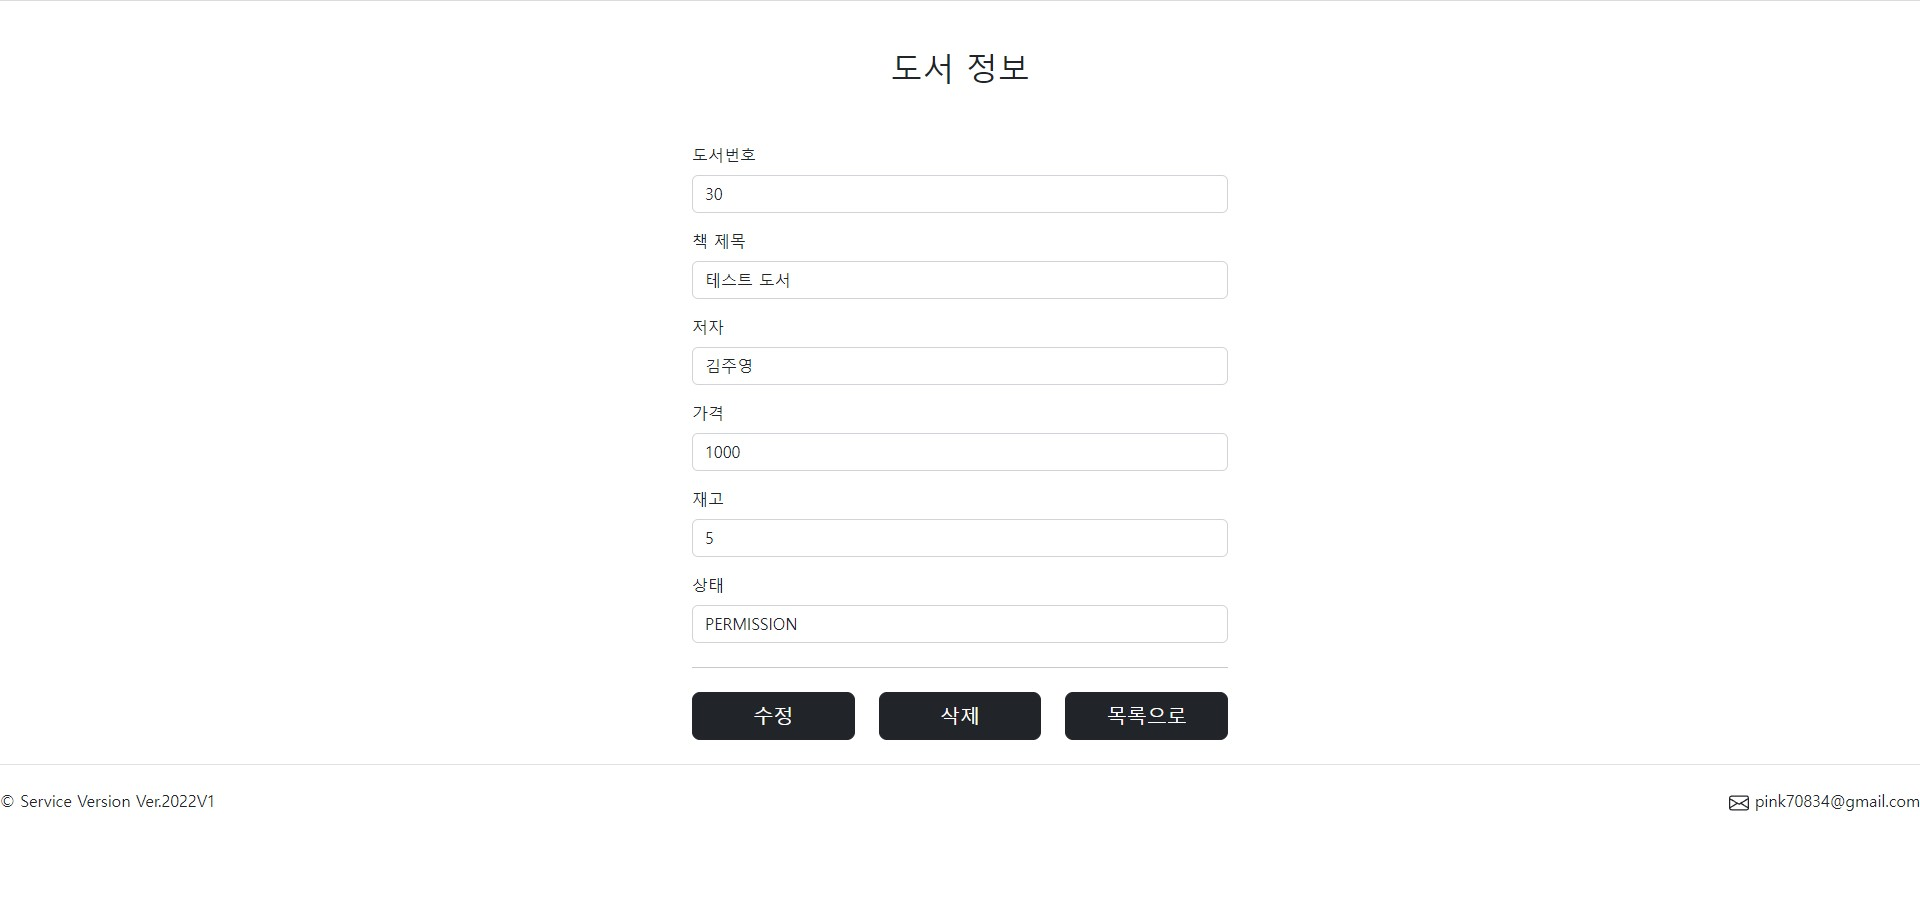 도서 정보
도서번호
30
책 제목
테스트 도서
저자
김주영
가격
1000
재고
5
상태
PERMISSION
수정 삭제 목록으로
© Service Version Ver.2022V1 pink70834@gmail.com